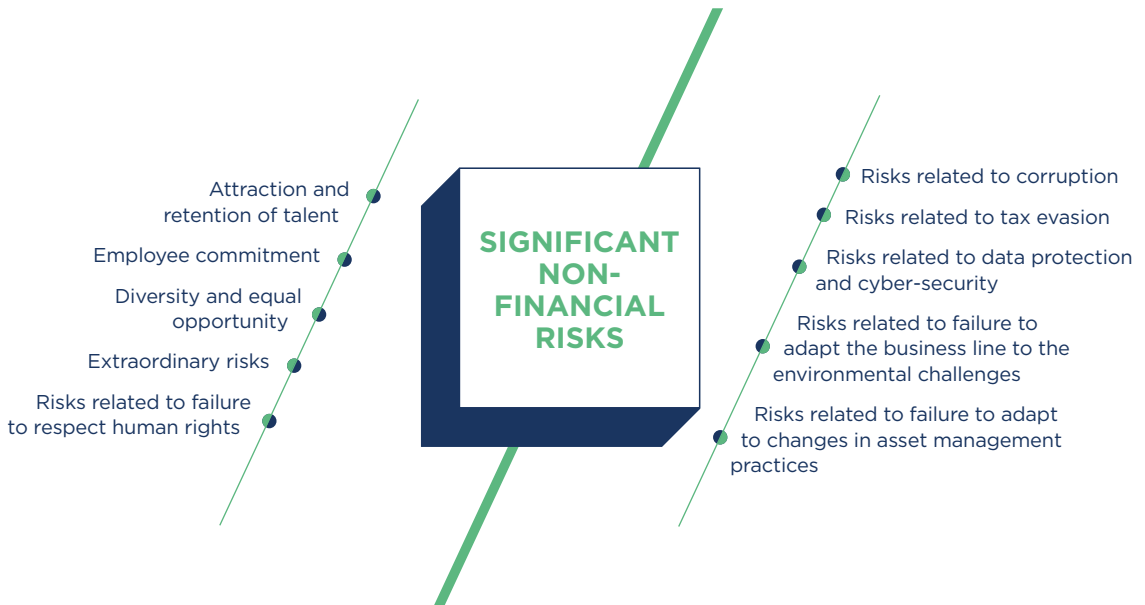 Attraction and
retention of talent
Employee commitment
Diversity and equal
opportunity
Extraordinary risks
Risks related to failure
to respect human rights
SIGNIFICANT
NON-
FINANCIAL
RISKS
Risks related to corruption
Risks related to tax evasion
Risks related to data protection
and cyber-security
Risks related to failure to
adapt the business line to the
environmental challenges
Risks related to failure to adapt
to changes in asset management
practices